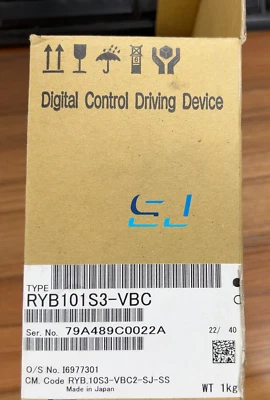 Digital Control Driving Device
SJ
TYPE
RYB101S3-VBC
Ser. No. 79A489C0022A 22/ 40
O/S No. I6977301
CM. Code RYB.10S3-VBC2-SJ-SS
Made in Japan WT 1kg